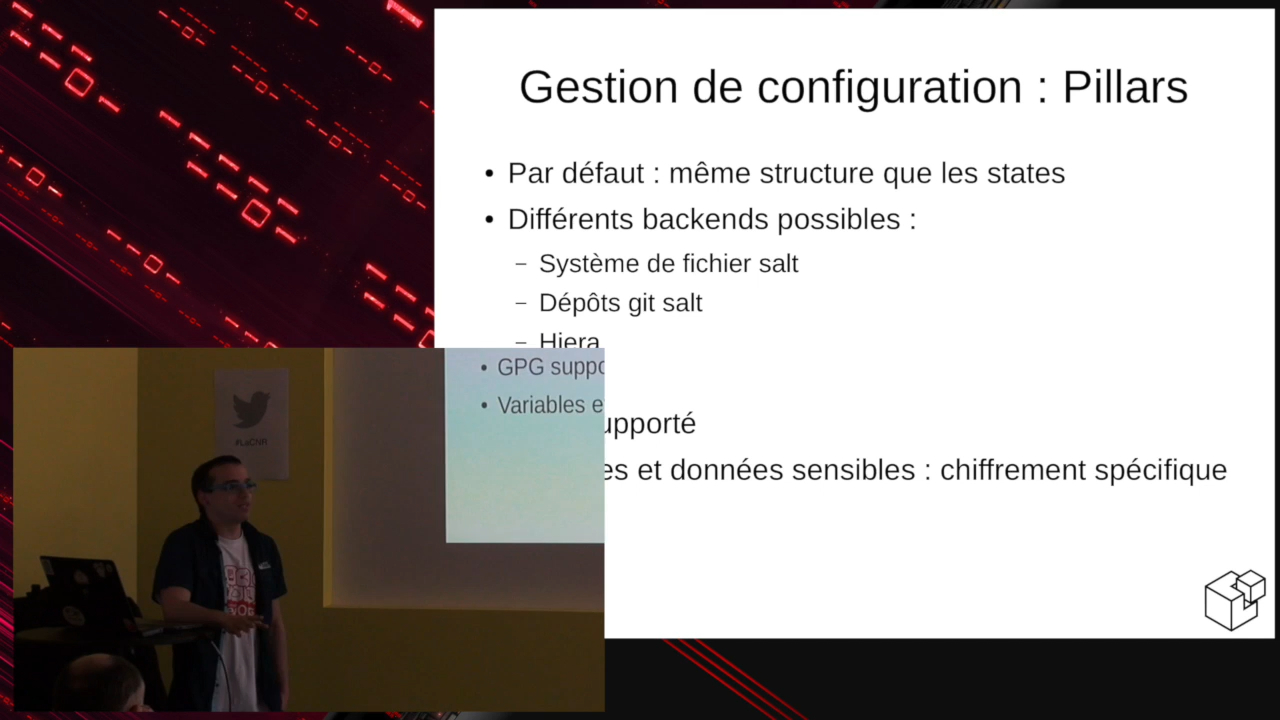 Gestion de configuration : Pillars
• Par défaut : même structure que les states
• Différents backends possibles :
– Système de fichier salt
– Dépôts git salt
– Hiera
• GPG suppo
• Variables e
upporté
es et données sensibles : chiffrement spécifique